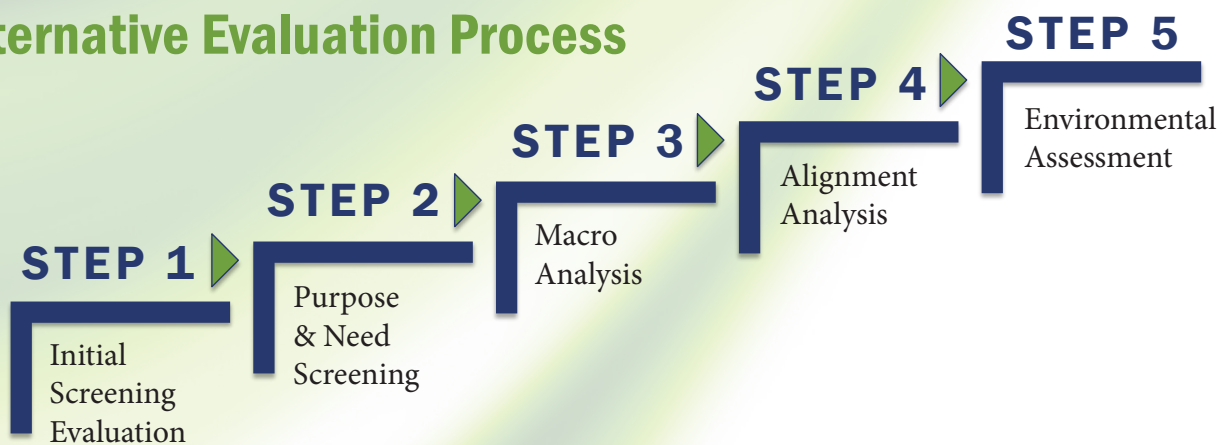 ternative Evaluation Process
STEP 1
Initial
Screening
Evaluation
STEP 2
Purpose
& Need
Screening
STEP 3
Macro
Analysis
STEP 4
Alignment
Analysis
STEP 5
Environmental
Assessment